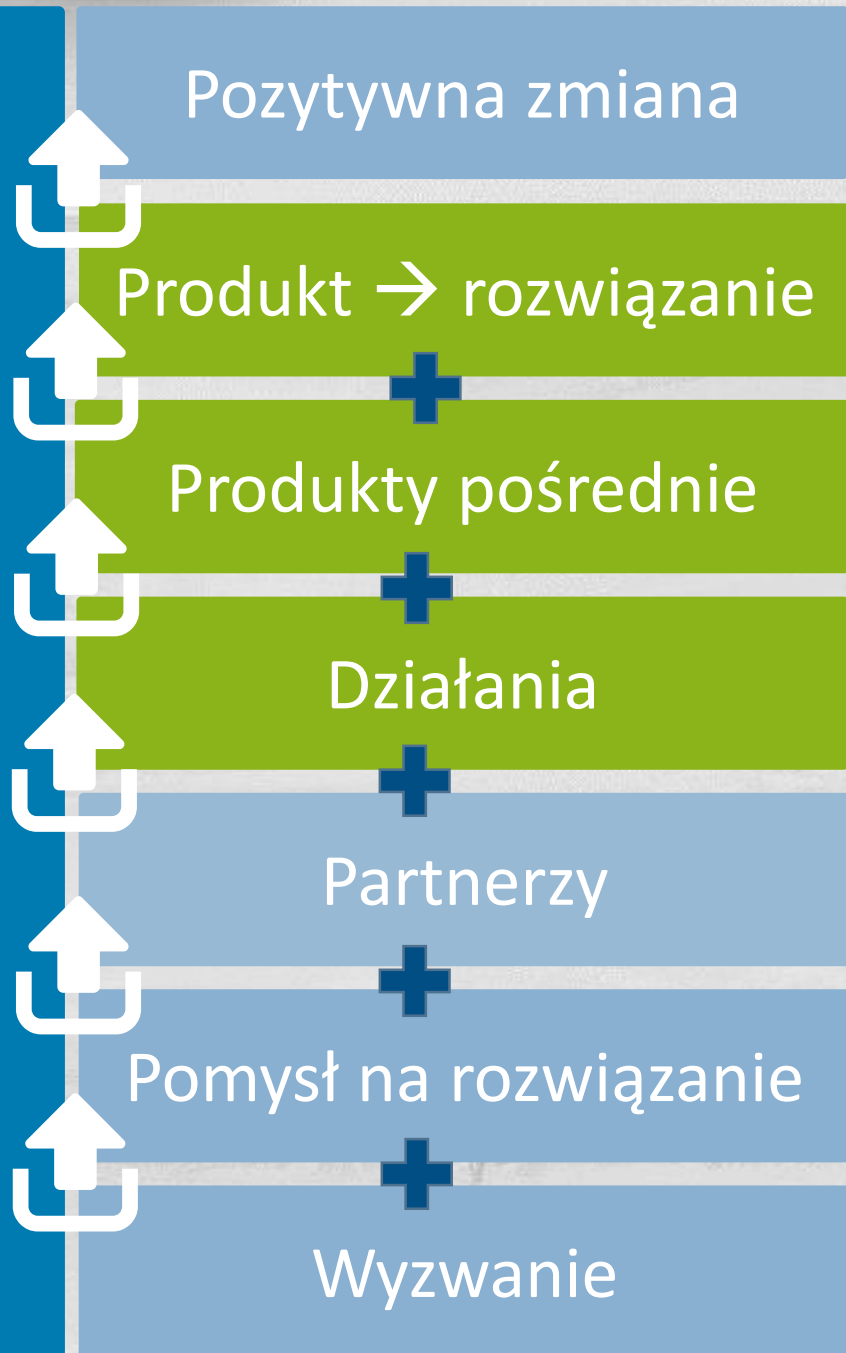 Pozytywna zmiana
Produkt → rozwiązanie
Produkty pośrednie
Działania
Partnerzy
Pomysł na rozwiązanie
Wyzwanie